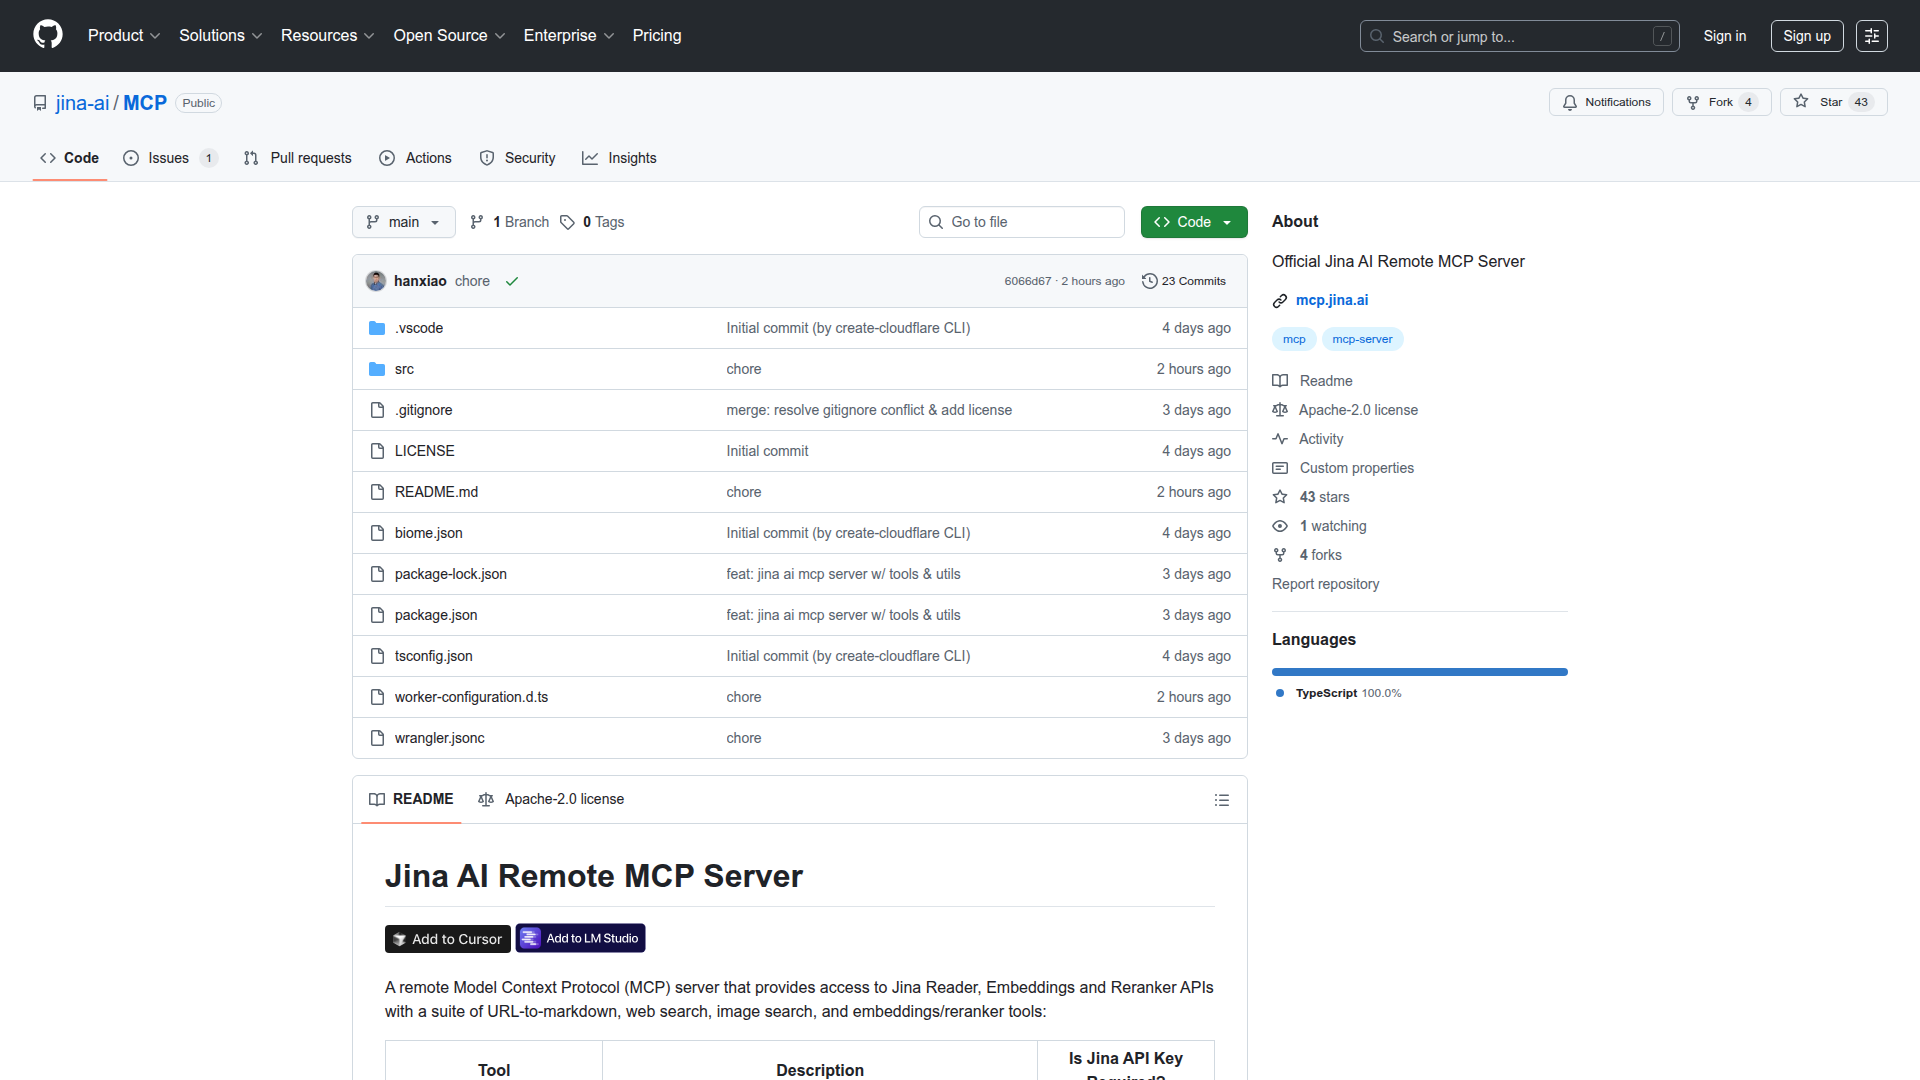 Product Solutions Resources Open Source Enterprise Pricing Search or jump to... / Sign in Sign up
jina-ai / MCP Public Notifications Fork 4 Star 43
Code Issues 1 Pull requests Actions Security Insights
main 1 Branch 0 Tags Go to file Code
hanxiao chore 6066d67 · 2 hours ago 23 Commits
.vscode Initial commit (by create-cloudflare CLI) 4 days ago
src chore 2 hours ago
.gitignore merge: resolve gitignore conflict & add license 3 days ago
LICENSE Initial commit 4 days ago
README.md chore 2 hours ago
biome.json Initial commit (by create-cloudflare CLI) 4 days ago
package-lock.json feat: jina ai mcp server w/ tools & utils 3 days ago
package.json feat: jina ai mcp server w/ tools & utils 3 days ago
tsconfig.json Initial commit (by create-cloudflare CLI) 4 days ago
worker-configuration.d.ts chore 2 hours ago
wrangler.jsonc chore 3 days ago
README Apache-2.0 license
Jina AI Remote MCP Server
Add to Cursor Add to LM Studio
A remote Model Context Protocol (MCP) server that provides access to Jina Reader, Embeddings and Reranker APIs
with a suite of URL-to-markdown, web search, image search, and embeddings/reranker tools:
Tool Description Is Jina API Key
Required?
About
Official Jina AI Remote MCP Server
mcp.jina.ai
mcp mcp-server
Readme
Apache-2.0 license
Activity
Custom properties
43 stars
1 watching
4 forks
Report repository
Languages
TypeScript 100.0%